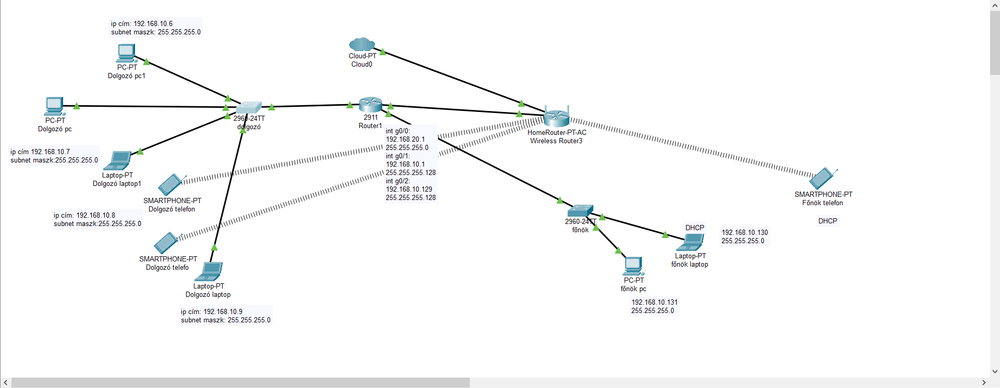 ip cím: 192.168.10.6
subnet maszk: 255.255.255.0
PC-PT
Dolgozó pc1
PC-PT
Dolgozó pc
ip cím 192.168.10.7
subnet maszk:255.255.255.0
Laptop-PT
Dolgozó laptop1
SMARTPHONE-PT
Dolgozó telefon
ip cím: 192.168.10.8
subnet maszk:255.255.255.0
SMARTPHONE-PT
Dolgozó telefo
Laptop-PT
Dolgozó laptop
ip cím: 192.168.10.9
subnet maszk: 255.255.255.0
2960-24TT
dolgozó
Cloud-PT
Cloud0
2911
Router1
int g0/0:
192.168.20.1
255.255.255.0
int g0/1:
192.168.10.1
255.255.255.128
int g0/2:
192.168.10.129
255.255.255.128
HomeRouter-PT-AC
Wireless Router3
2960-24TT
főnök
DHCP
Laptop-PT
főnök laptop
192.168.10.130
255.255.255.0
PC-PT
főnök pc
192.168.10.131
255.255.255.0
SMARTPHONE-PT
Főnök telefon
DHCP